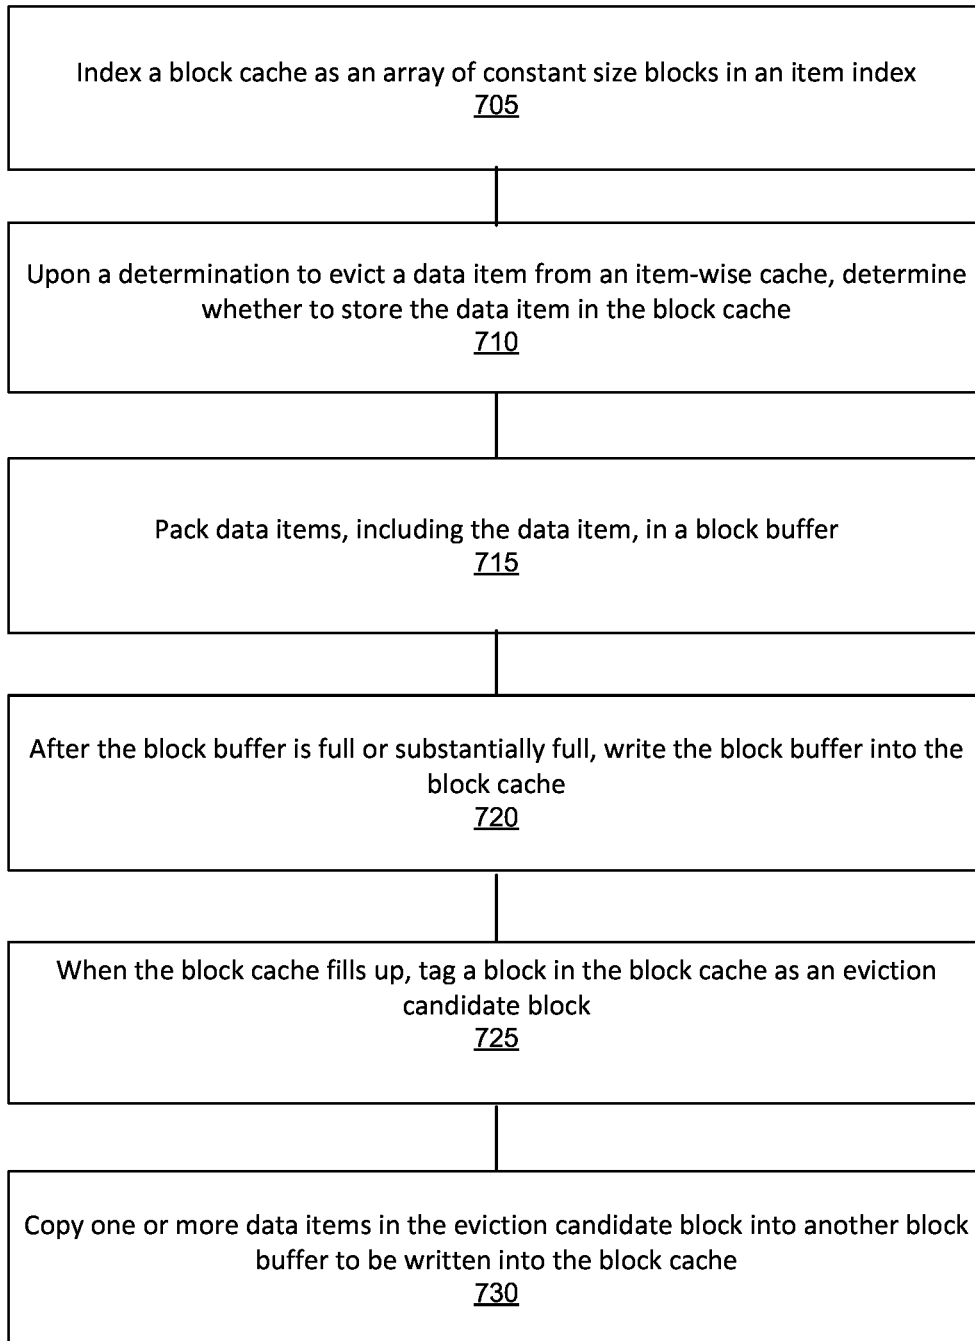 Index a block cache as an array of constant size blocks in an item index
705
Upon a determination to evict a data item from an item-wise cache, determine
whether to store the data item in the block cache
710
Pack data items, including the data item, in a block buffer
715
After the block buffer is full or substantially full, write the block buffer into the
block cache
720
When the block cache fills up, tag a block in the block cache as an eviction
candidate block
725
Copy one or more data items in the eviction candidate block into another block
buffer to be written into the block cache
730